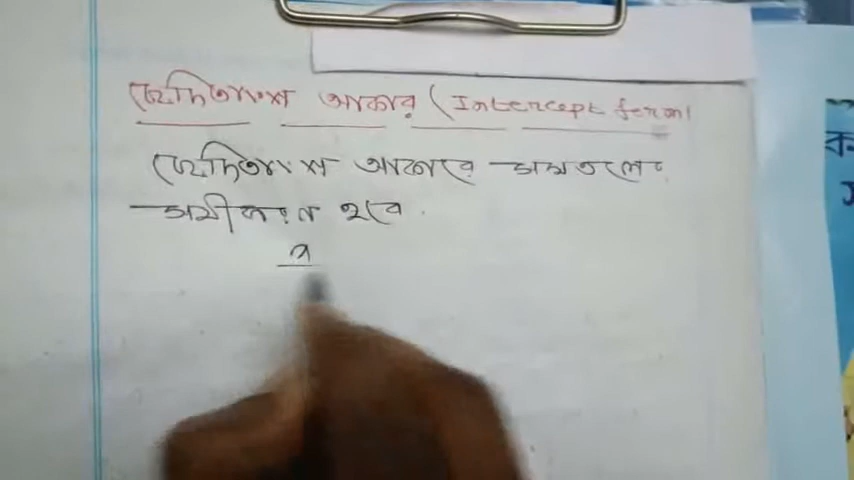 ছেদিতাংশ আকার (Intercept form)
ছেদিতাংশ আকারে সমতলের
সমীকরণ হবে